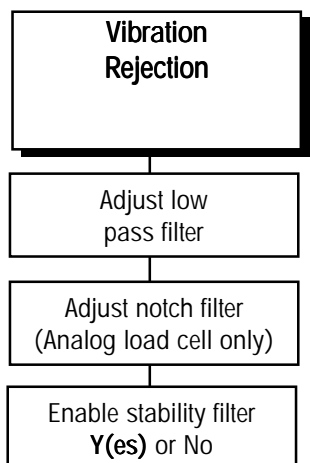 Vibration
Rejection
Adjust low
pass filter
Adjust notch filter
(Analog load cell only)
Enable stability filter
Y(es) or No